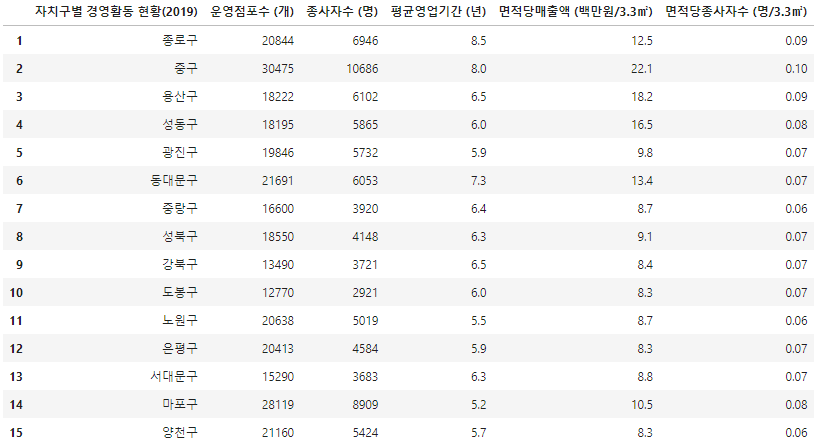 자치구별 경영활동 현황(2019) 운영점포수 (개) 종사자수 (명) 평균영업기간 (년) 면적당매출액 (백만원/3.3㎡) 면적당종사자수 (명/3.3㎡)
1 종로구 20844 6946 8.5 12.5 0.09
2 중구 30475 10686 8.0 22.1 0.10
3 용산구 18222 6102 6.5 18.2 0.09
4 성동구 18195 5865 6.0 16.5 0.08
5 광진구 19846 5732 5.9 9.8 0.07
6 동대문구 21691 6053 7.3 13.4 0.07
7 중랑구 16600 3920 6.4 8.7 0.06
8 성북구 18550 4148 6.3 9.1 0.07
9 강북구 13490 3721 6.5 8.4 0.07
10 도봉구 12770 2921 6.0 8.3 0.07
11 노원구 20638 5019 5.5 8.7 0.06
12 은평구 20413 4584 5.9 8.3 0.07
13 서대문구 15290 3683 6.3 8.8 0.07
14 마포구 28119 8909 5.2 10.5 0.08
15 양천구 21160 5424 5.7 8.3 0.06